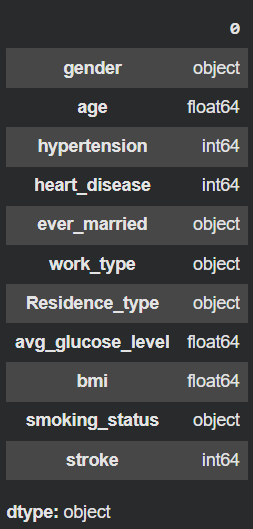 0
gender object
age float64
hypertension int64
heart_disease int64
ever_married object
work_type object
Residence_type object
avg_glucose_level float64
bmi float64
smoking_status object
stroke int64
dtype: object